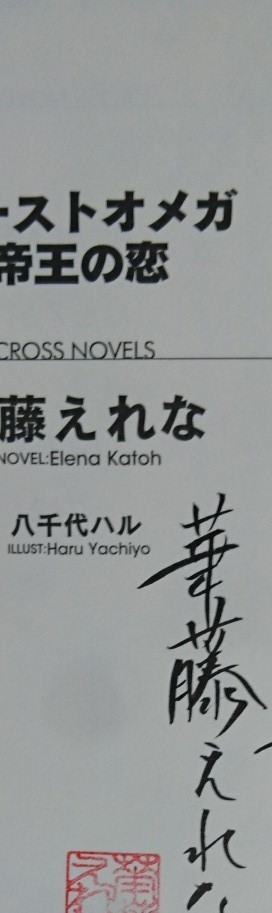 ーストオメガ
帝王の恋
CROSS NOVELS
藤えれな
NOVEL:Elena Katoh
八千代ハル
ILLUST:Haru Yachiyo
華藤えれな